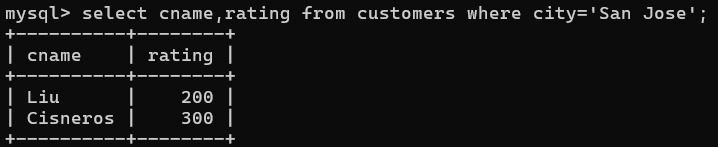 mysql> select cname,rating from customers where city='San Jose';
+----------+--------+
| cname    | rating |
+----------+--------+
| Liu      |    200 |
| Cisneros |    300 |
+----------+--------+